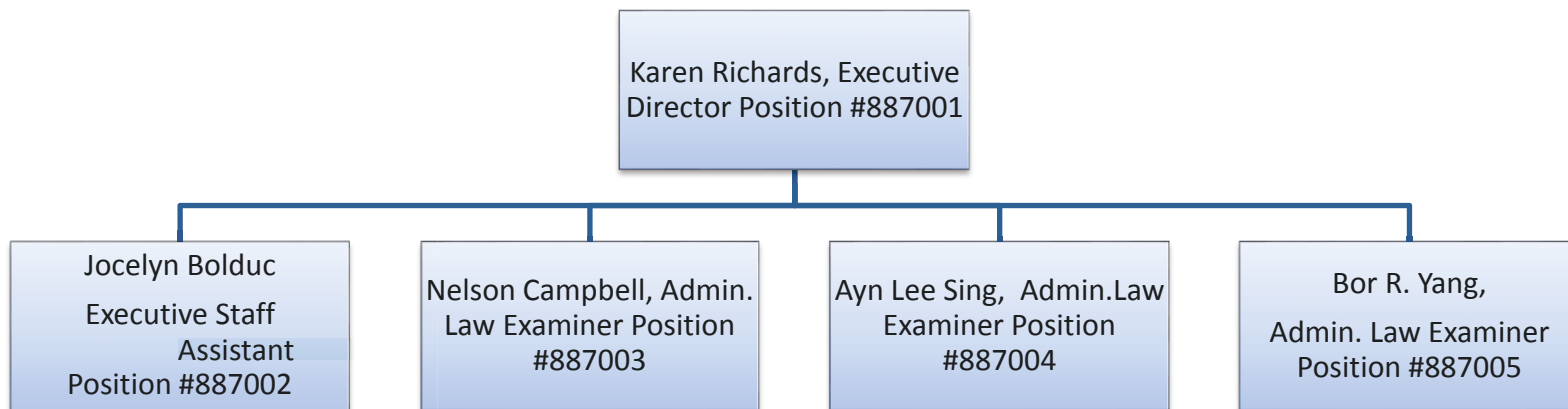 Karen Richards, Executive
Director Position #887001
Jocelyn Bolduc
Executive Staff
Assistant
Position #887002
Nelson Campbell, Admin.
Law Examiner Position
#887003
Ayn Lee Sing,  Admin.Law
Examiner Position
#887004
Bor R. Yang,
Admin. Law Examiner
Position #887005